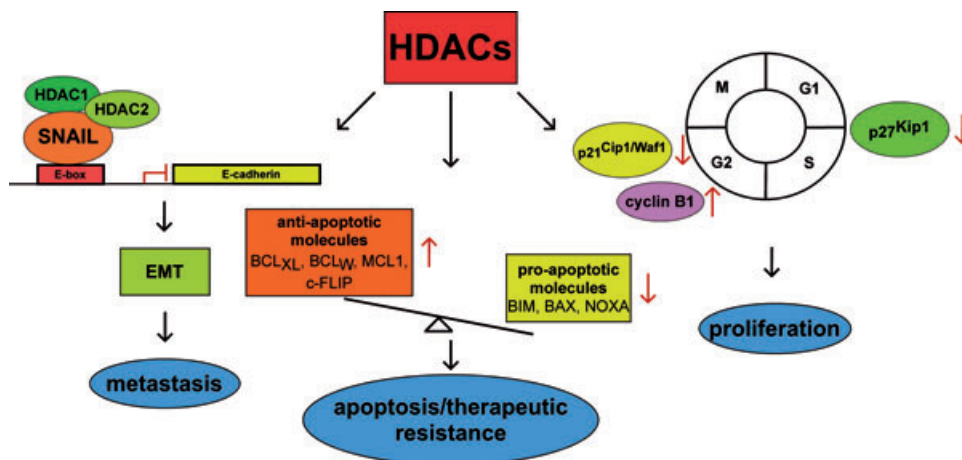 HDACs
HDAC1
HDAC2
SNAIL
E-box
E-cadherin
EMT
metastasis
anti-apoptotic
molecules
BCLXL, BCLW, MCL1,
c-FLIP
pro-apoptotic
molecules
BIM, BAX, NOXA
apoptosis/therapeutic
resistance
M
G1
G2
S
p21Cip1/Waf1
p27Kip1
cyclin B1
proliferation